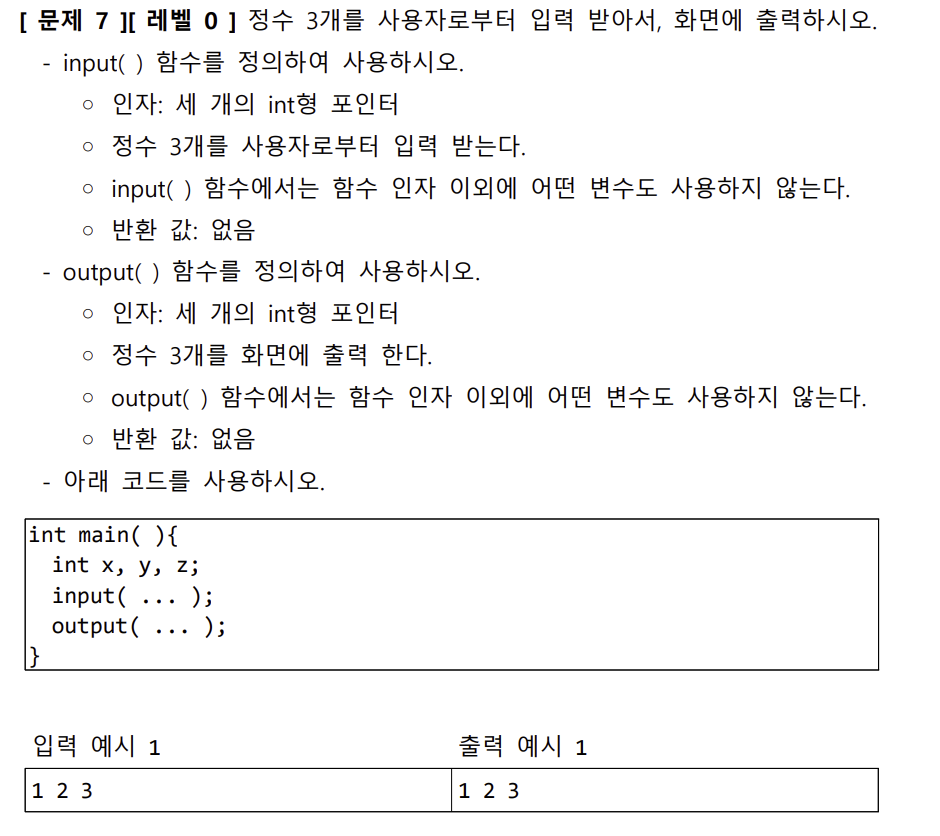 [ 문제 7 ][ 레벨 0 ] 정수 3개를 사용자로부터 입력 받아서, 화면에 출력하시오.
- input( ) 함수를 정의하여 사용하시오.
○ 인자: 세 개의 int형 포인터
○ 정수 3개를 사용자로부터 입력 받는다.
○ input( ) 함수에서는 함수 인자 이외에 어떤 변수도 사용하지 않는다.
○ 반환 값: 없음
- output( ) 함수를 정의하여 사용하시오.
○ 인자: 세 개의 int형 포인터
○ 정수 3개를 화면에 출력 한다.
○ output( ) 함수에서는 함수 인자 이외에 어떤 변수도 사용하지 않는다.
○ 반환 값: 없음
- 아래 코드를 사용하시오.
int main( ){
int x, y, z;
input( ... );
output( ... );
}
입력 예시 1 출력 예시 1
1 2 3 1 2 3